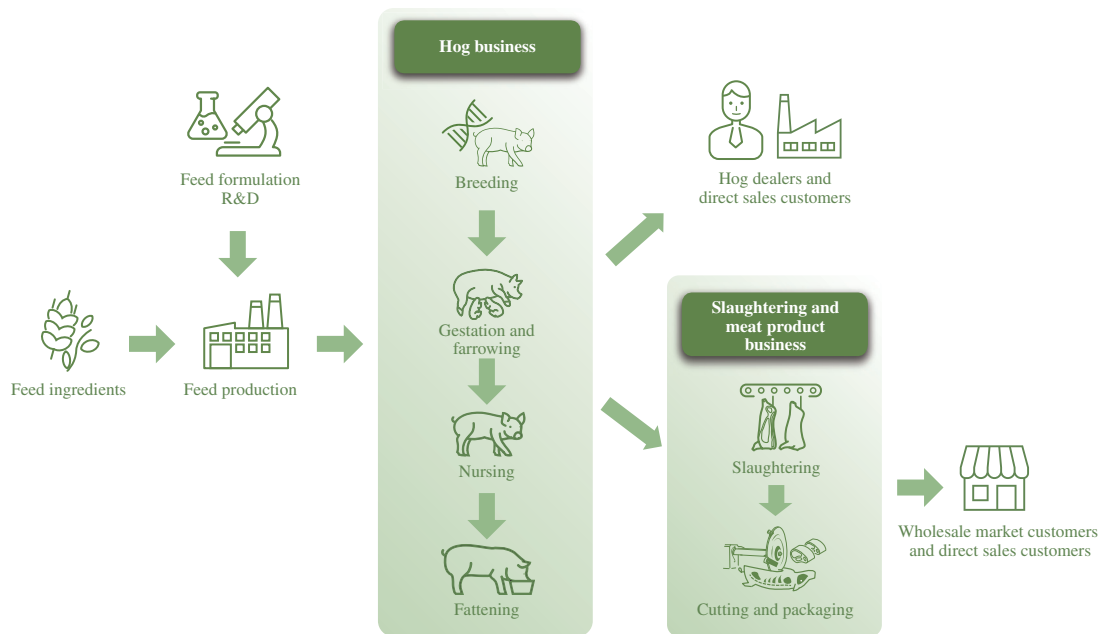 Hog business
Feed formulation
R&D
Breeding
Hog dealers and
direct sales customers
Feed ingredients
Feed production
Gestation and
farrowing
Nursing
Fattening
Slaughtering and
meat product
business
Slaughtering
Cutting and packaging
Wholesale market customers
and direct sales customers